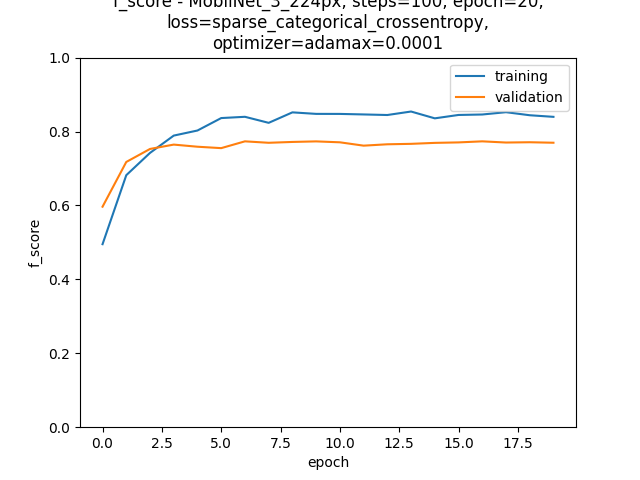 f_score - MobilNet_3_224px, steps=100, epoch=20,
loss=sparse_categorical_crossentropy,
optimizer=adamax=0.0001
1.0
training
validation
0.8
0.6
f_score
0.4
0.2
0.0
0.0 2.5 5.0 7.5 10.0 12.5 15.0 17.5
epoch